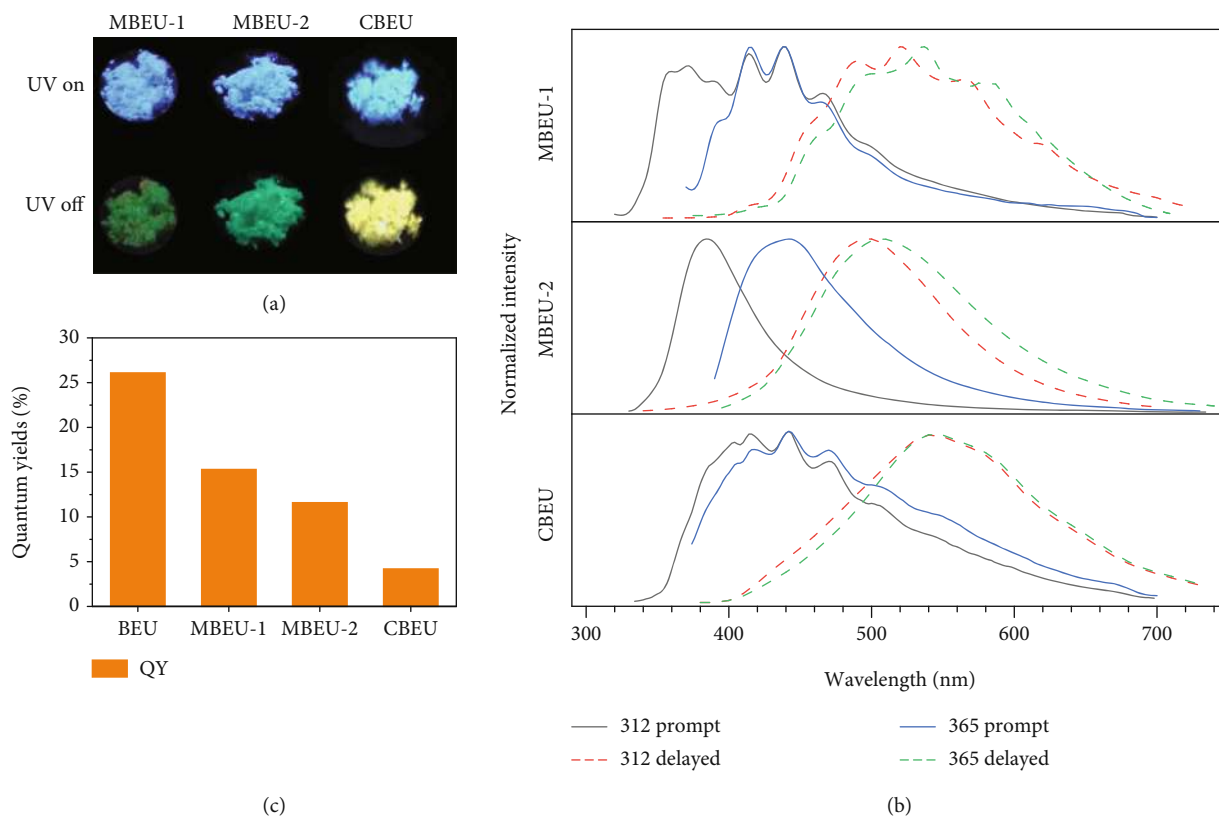 MBEU-1 MBEU-2 CBEU
UV on
UV off
(a)
30
25
20
15
10
5
0
Quantum yields (%)
BEU MBEU-1 MBEU-2 CBEU
QY
(c)
MBEU-1
MBEU-2
CBEU
Normalized intensity
300 400 500 600 700
Wavelength (nm)
312 prompt 365 prompt
312 delayed 365 delayed
(b)